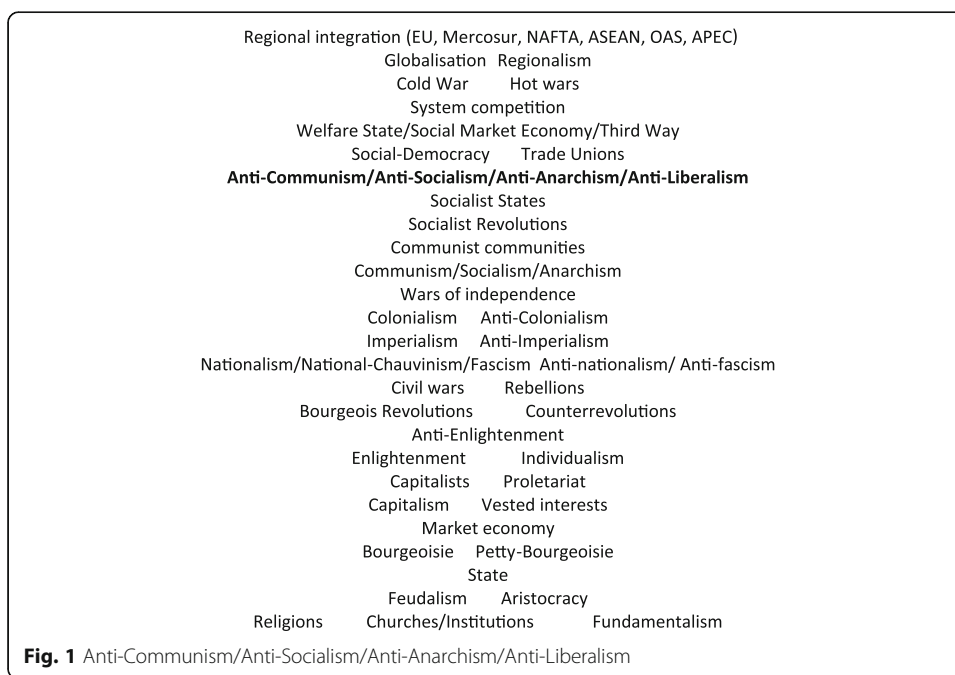 Regional integration (EU, Mercosur, NAFTA, ASEAN, OAS, APEC)
Globalisation Regionalism
Cold War Hot wars
System competition
Welfare State/Social Market Economy/Third Way
Social-Democracy Trade Unions
Anti-Communism/Anti-Socialism/Anti-Anarchism/Anti-Liberalism
Socialist States
Socialist Revolutions
Communist communities
Communism/Socialism/Anarchism
Wars of independence
Colonialism Anti-Colonialism
Imperialism Anti-Imperialism
Nationalism/National-Chauvinism/Fascism Anti-nationalism/ Anti-fascism
Civil wars Rebellions
Bourgeois Revolutions Counterrevolutions
Anti-Enlightenment
Enlightenment Individualism
Capitalists Proletariat
Capitalism Vested interests
Market economy
Bourgeoisie Petty-Bourgeoisie
State
Feudalism Aristocracy
Religions Churches/Institutions Fundamentalism
Fig. 1 Anti-Communism/Anti-Socialism/Anti-Anarchism/Anti-Liberalism